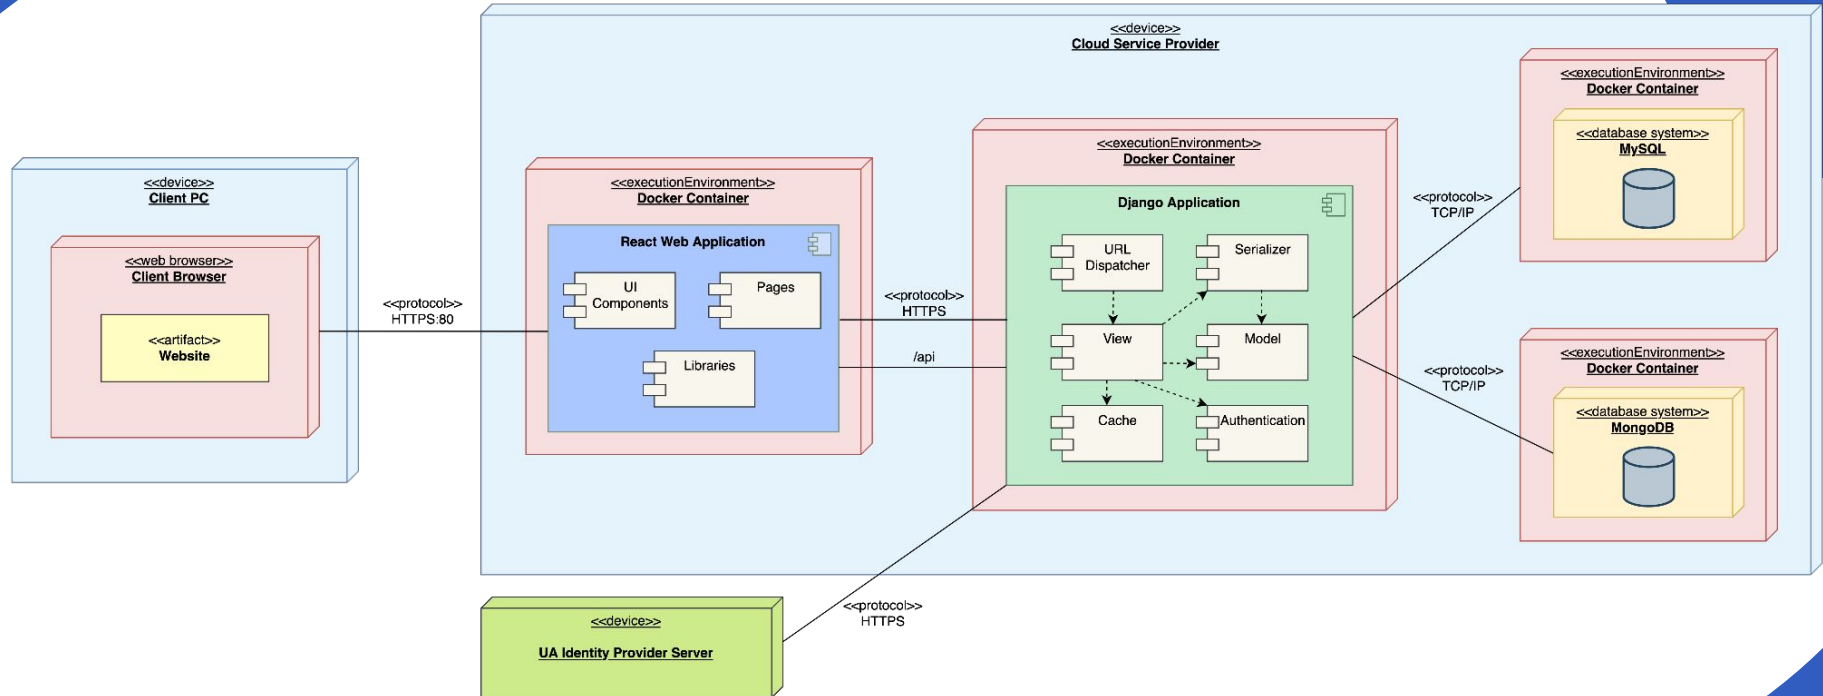 <<device>>
Cloud Service Provider
<<device>>
Client PC
<<web browser>>
Client Browser
<<artifact>>
Website
<<protocol>>
HTTPS:80
<<executionEnvironment>>
Docker Container
React Web Application
UI
Components
Pages
Libraries
<<protocol>>
HTTPS
/api
<<executionEnvironment>>
Docker Container
Django Application
URL
Dispatcher
Serializer
View
Model
Cache
Authentication
<<protocol>>
TCP/IP
<<executionEnvironment>>
Docker Container
<<database system>>
MySQL
<<protocol>>
TCP/IP
<<executionEnvironment>>
Docker Container
<<database system>>
MongoDB
<<protocol>>
HTTPS
<<device>>
UA Identity Provider Server